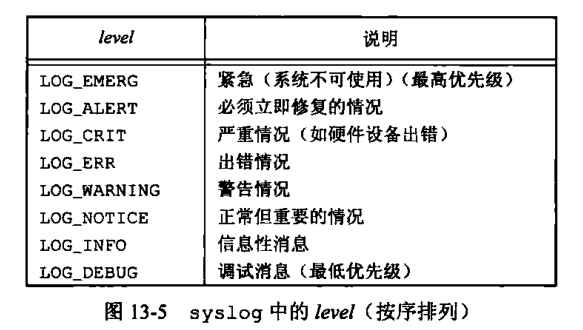 level 说明
LOG_EMERG 紧急（系统不可使用）（最高优先级）
LOG_ALERT 必须立即修复的情况
LOG_CRIT 严重情况（如硬件设备出错）
LOG_ERR 出错情况
LOG_WARNING 警告情况
LOG_NOTICE 正常但重要的情况
LOG_INFO 信息性消息
LOG_DEBUG 调试消息（最低优先级）
图 13-5 syslog 中的 level（按序排列）